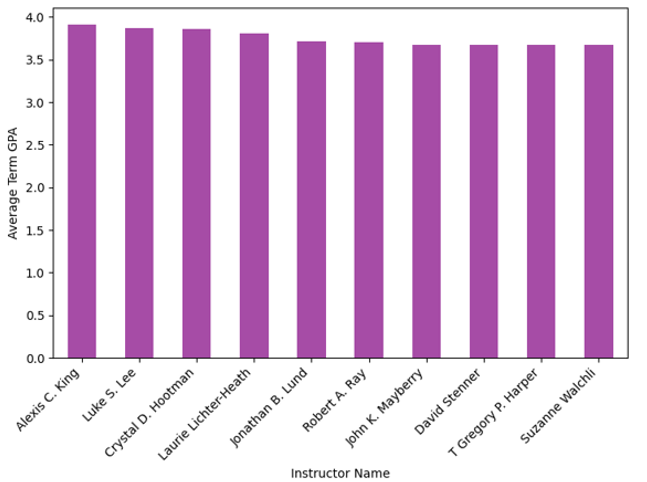 4.0
3.5
3.0
2.5
2.0
1.5
1.0
0.5
0.0
Average Term GPA
Alexis C. King
Luke S. Lee
Crystal D. Hootman
Laurie Lichter-Heath
Jonathan B. Lund
Robert A. Ray
John K. Mayberry
David Stenner
T Gregory P. Harper
Suzanne Walchli
Instructor Name